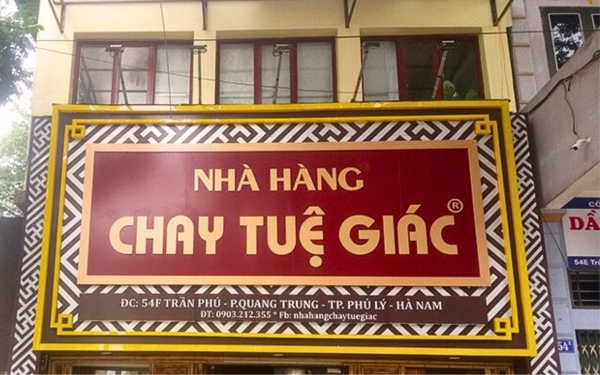 NHÀ HÀNG
CHAY TUỆ GIÁC ®
ĐC: 54F TRẦN PHÚ - P.QUANG TRUNG - TP. PHỦ LÝ - HÀ NAM
ĐT: 0903.212.355 * Fb: nhahangchaytuegiac
54E